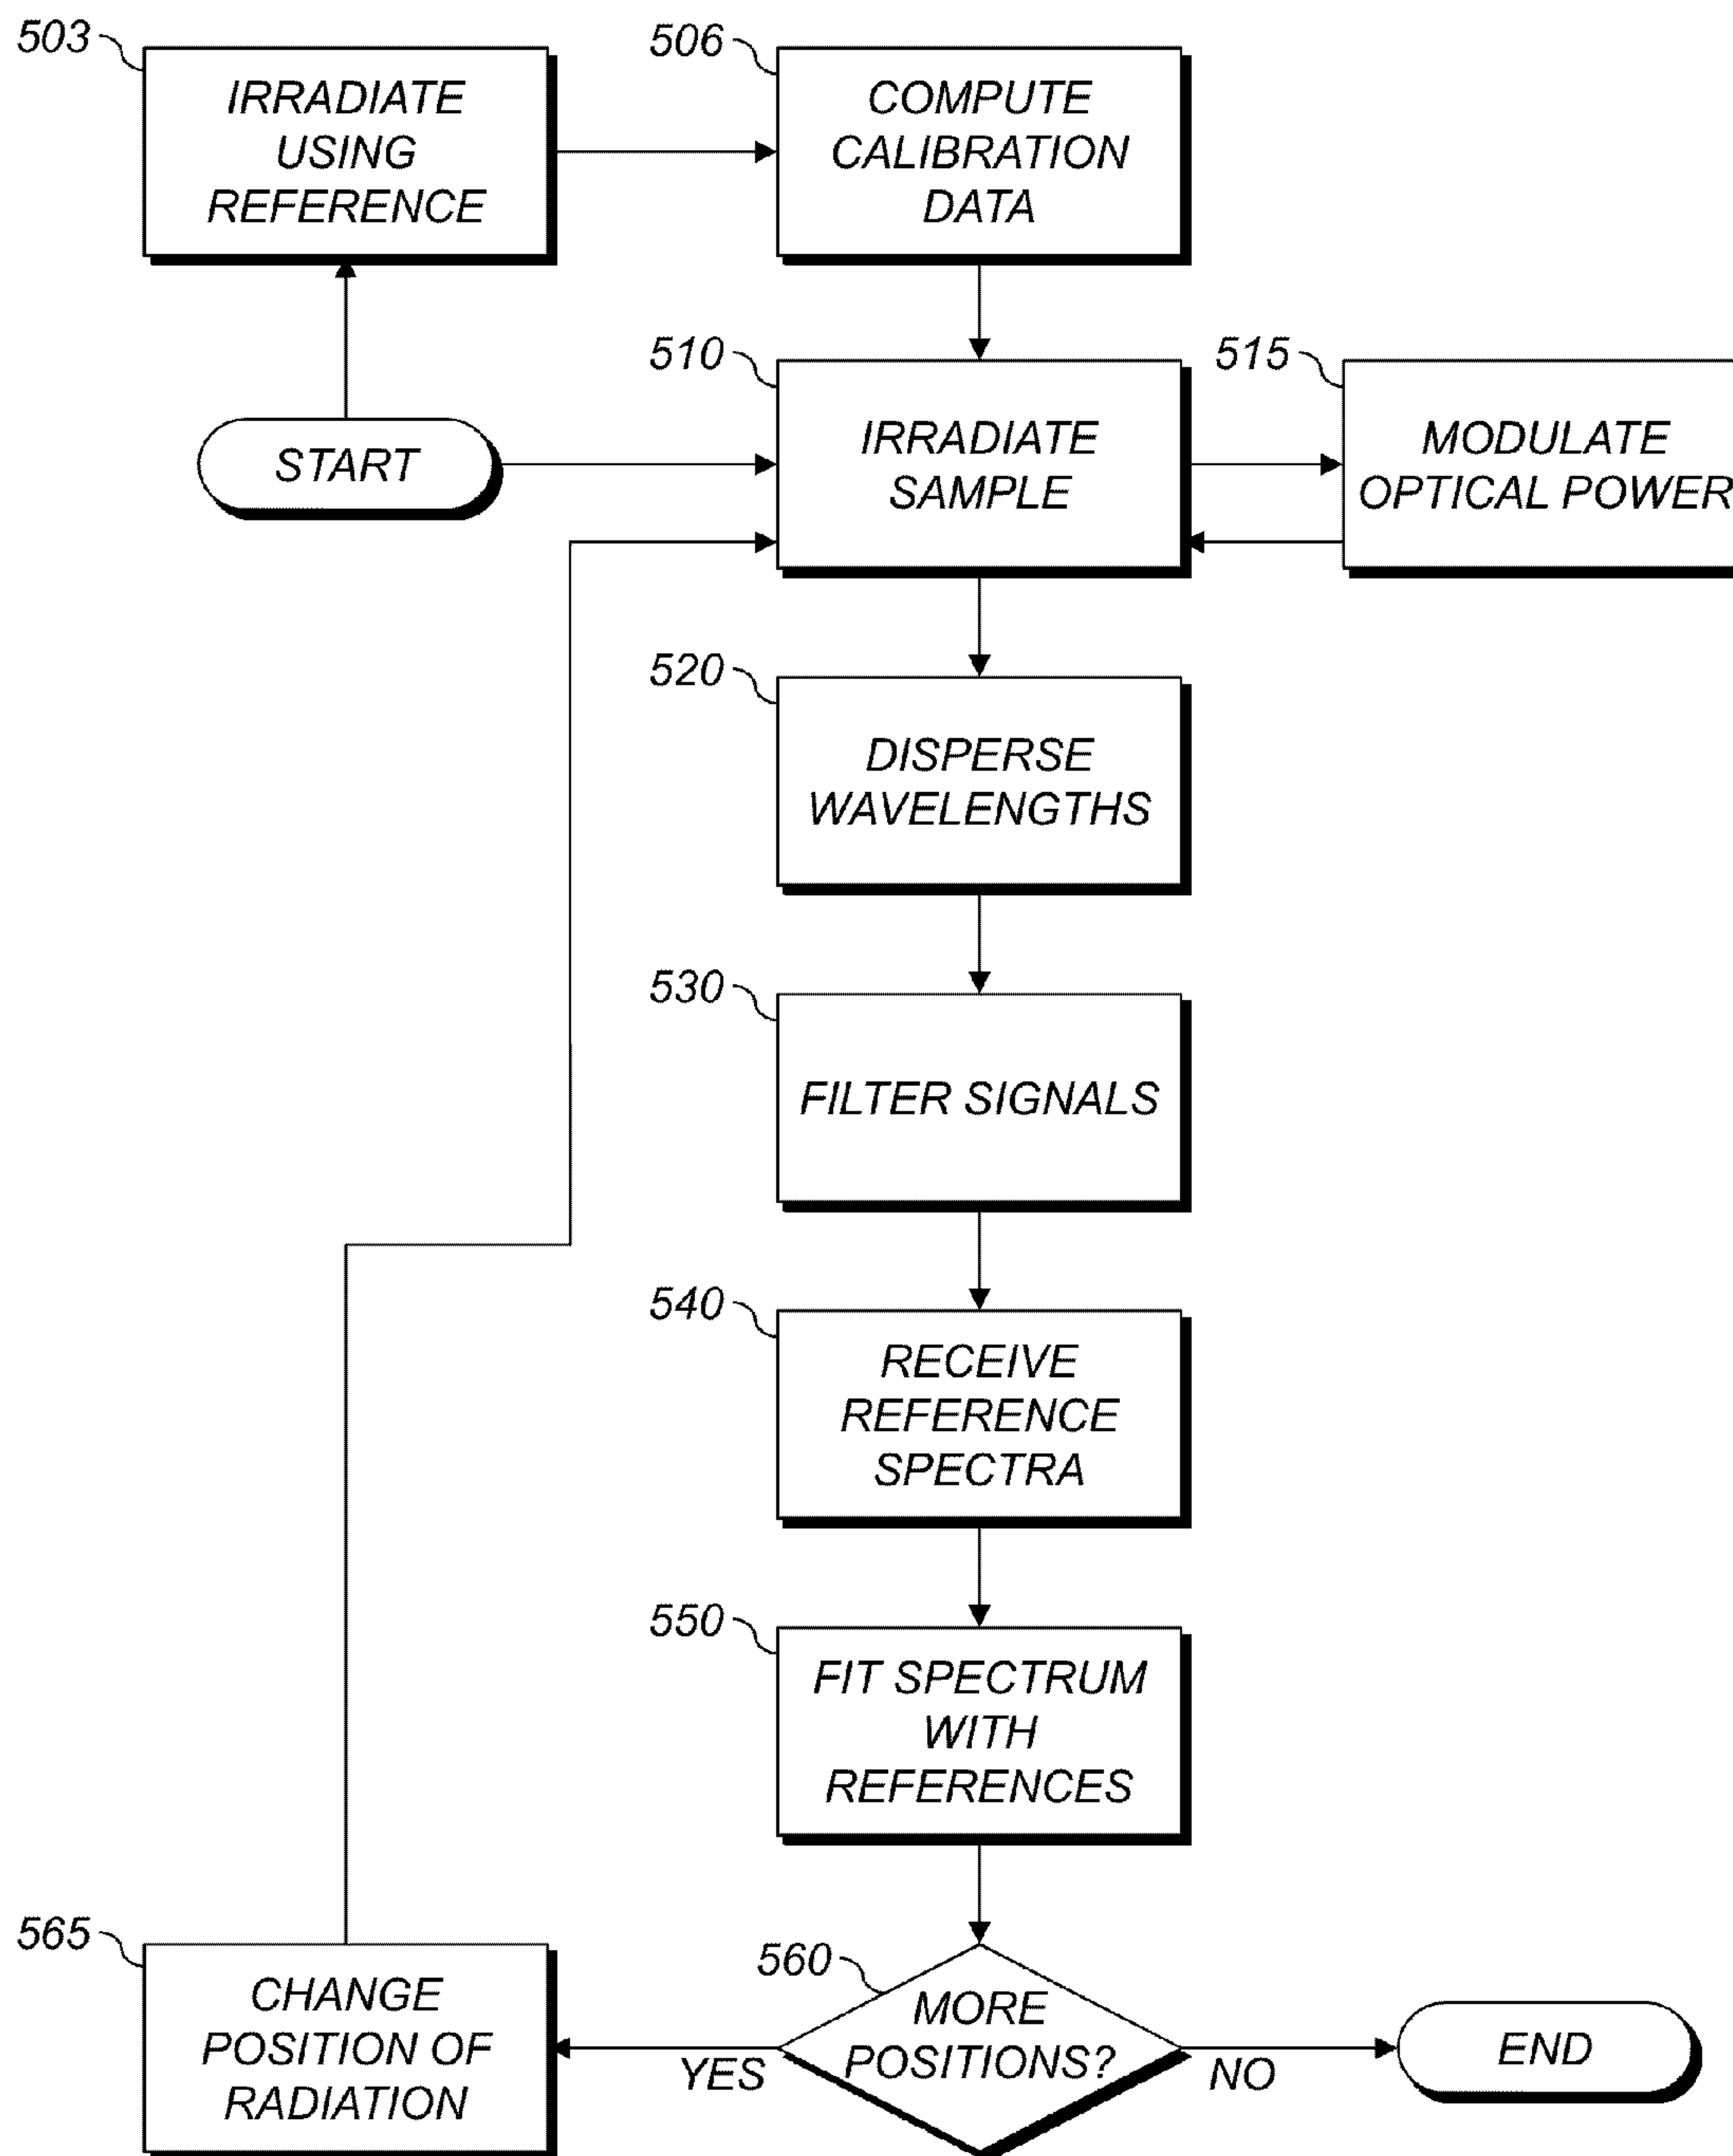 503
IRRADIATE
USING
REFERENCE
506
COMPUTE
CALIBRATION
DATA
START
510
IRRADIATE
SAMPLE
515
MODULATE
OPTICAL POWER
520
DISPERSE
WAVELENGTHS
530
FILTER SIGNALS
540
RECEIVE
REFERENCE
SPECTRA
550
FIT SPECTRUM
WITH
REFERENCES
560
MORE
POSITIONS?
YES
NO
565
CHANGE
POSITION OF
RADIATION
END